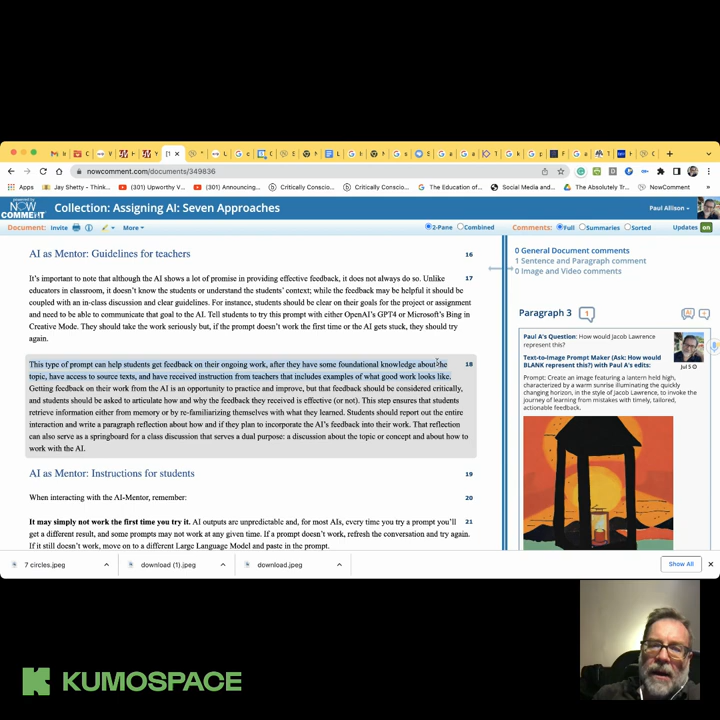 nowcomment.com/documents/349836
Apps
Jay Shetty - Think...
(301) Upworthy V...
(301) Announcing...
Critically Consci...
Critically Conscio...
The Education of...
Social Media and...
The Absolutely Tr...
NowComment
powered by
NOW
COMMENT
Collection: Assigning AI: Seven Approaches
Paul Allison
Document: Invite More
2-Pane Combined
Comments: Full Summaries Sorted
Updates on
AI as Mentor: Guidelines for teachers 16
It's important to note that although the AI shows a lot of promise in providing effective feedback, it does not always do so. Unlike 17
educators in classroom, it doesn't know the students or understand the students' context; while the feedback may be helpful it should be
coupled with an in-class discussion and clear guidelines. For instance, students should be clear on their goals for the project or assignment
and need to be able to communicate that goal to the AI. Tell students to try this prompt with either OpenAI's GPT4 or Microsoft's Bing in
Creative Mode. They should take the work seriously but, if the prompt doesn't work the first time or the AI gets stuck, they should try
again.
This type of prompt can help students get feedback on their ongoing work, after they have some foundational knowledge about the 18
topic, have access to source texts, and have received instruction from teachers that includes examples of what good work looks like.
Getting feedback on their work from the AI is an opportunity to practice and improve, but that feedback should be considered critically,
and students should be asked to articulate how and why the feedback they received is effective (or not). This step ensures that students
retrieve information either from memory or by re-familiarizing themselves with what they learned. Students should report out the entire
interaction and write a paragraph reflection about how and if they plan to incorporate the AI's feedback into their work. That reflection
can also serve as a springboard for a class discussion that serves a dual purpose: a discussion about the topic or concept and about how to
work with the AI.
AI as Mentor: Instructions for students 19
When interacting with the AI-Mentor, remember: 20
It may simply not work the first time you try it. AI outputs are unpredictable and, for most AIs, every time you try a prompt you'll 21
get a different result, and some prompts may not work at any given time. If a prompt doesn't work, refresh the conversation and try again.
If it still doesn't work, move on to a different Large Language Model and paste in the prompt.
0 General Document comments
1 Sentence and Paragraph comment
0 Image and Video comments
Paragraph 3 1
AI
Paul A's Question: How would Jacob Lawrence
represent this?
Text-to-Image Prompt Maker (Ask: How would
BLANK represent this?) with Paul A's edits:
Jul 5
Prompt: Create an image featuring a lantern held high,
characterized by a warm sunrise illuminating the quickly
changing horizon, in the style of Jacob Lawrence, to invoke the
journey of learning from mistakes with timely, tailored,
actionable feedback.
7 circles.jpeg
download (1).jpeg
download.jpeg
Show All
KUMOSPACE